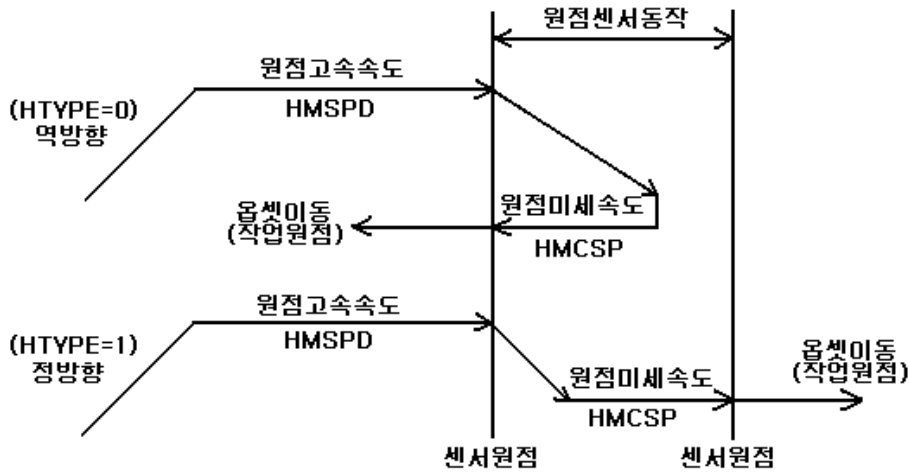 원점센서동작
원점고속속도
HMSPD
(HTYPE=0)
역방향
원점미세속도
HMCSP
옵셋이동
(작업원점)
원점고속속도
HMSPD
(HTYPE=1)
정방향
원점미세속도
HMCSP
옵셋이동
(작업원점)
센서원점
센서원점